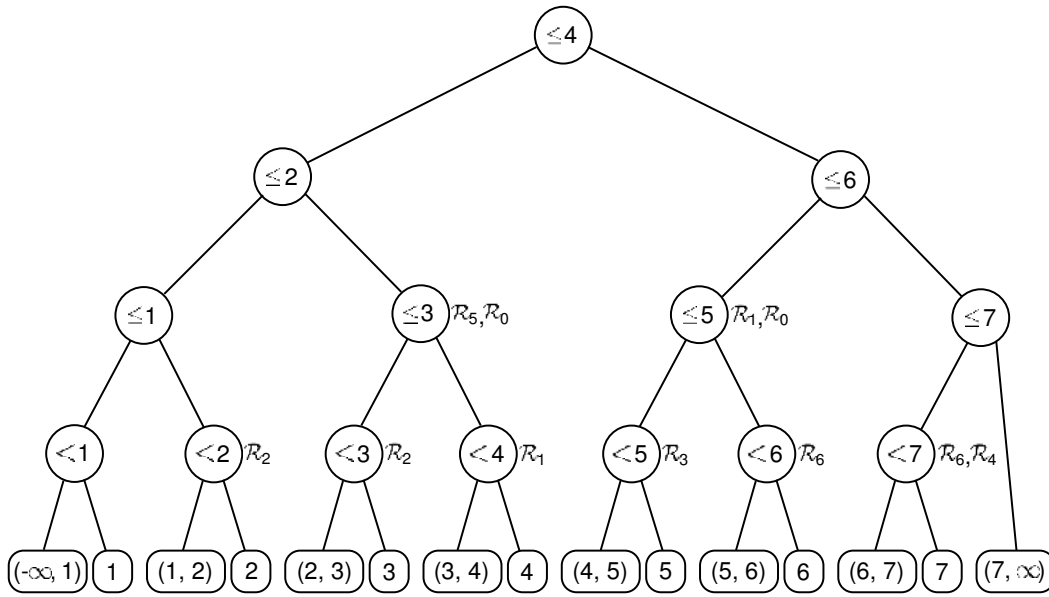 ≤4
≤2
≤6
≤1
≤3 R₅,R₀
≤5 R₁,R₀
≤7
<1
<2 R₂
<3 R₂
<4 R₁
<5 R₃
<6 R₆
<7 R₆,R₄
(-∞, 1) 1 (1, 2) 2 (2, 3) 3 (3, 4) 4 (4, 5) 5 (5, 6) 6 (6, 7) 7 (7, ∞)